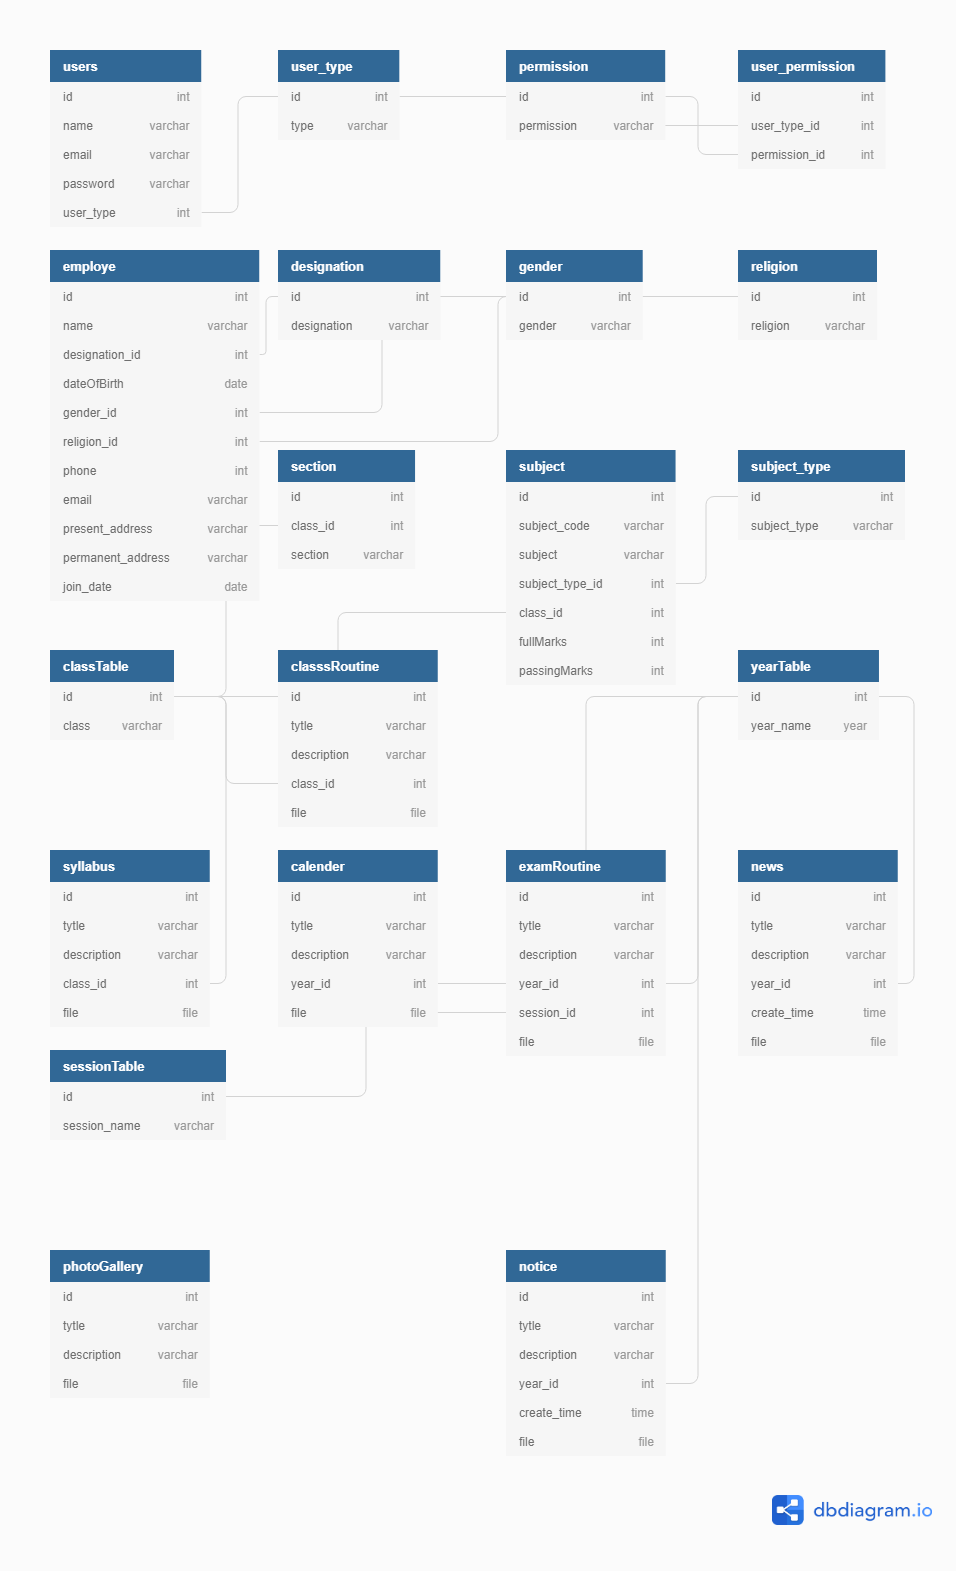 users
id int
name varchar
email varchar
password varchar
user_type int
user_type
id int
type varchar
permission
id int
permission varchar
user_permission
id int
user_type_id int
permission_id int
employe
id int
name varchar
designation_id int
dateOfBirth date
gender_id int
religion_id int
phone int
email varchar
present_address varchar
permanent_address varchar
join_date date
designation
id int
designation varchar
gender
id int
gender varchar
religion
id int
religion varchar
section
id int
class_id int
section varchar
subject
id int
subject_code varchar
subject varchar
subject_type_id int
class_id int
fullMarks int
passingMarks int
subject_type
id int
subject_type varchar
classTable
id int
class varchar
classsRoutine
id int
tytle varchar
description varchar
class_id int
file file
yearTable
id int
year_name year
syllabus
id int
tytle varchar
description varchar
class_id int
file file
calender
id int
tytle varchar
description varchar
year_id int
file file
examRoutine
id int
tytle varchar
description varchar
year_id int
session_id int
file file
news
id int
tytle varchar
description varchar
year_id int
create_time time
file file
sessionTable
id int
session_name varchar
photoGallery
id int
tytle varchar
description varchar
file file
notice
id int
tytle varchar
description varchar
year_id int
create_time time
file file
dbdiagram.io